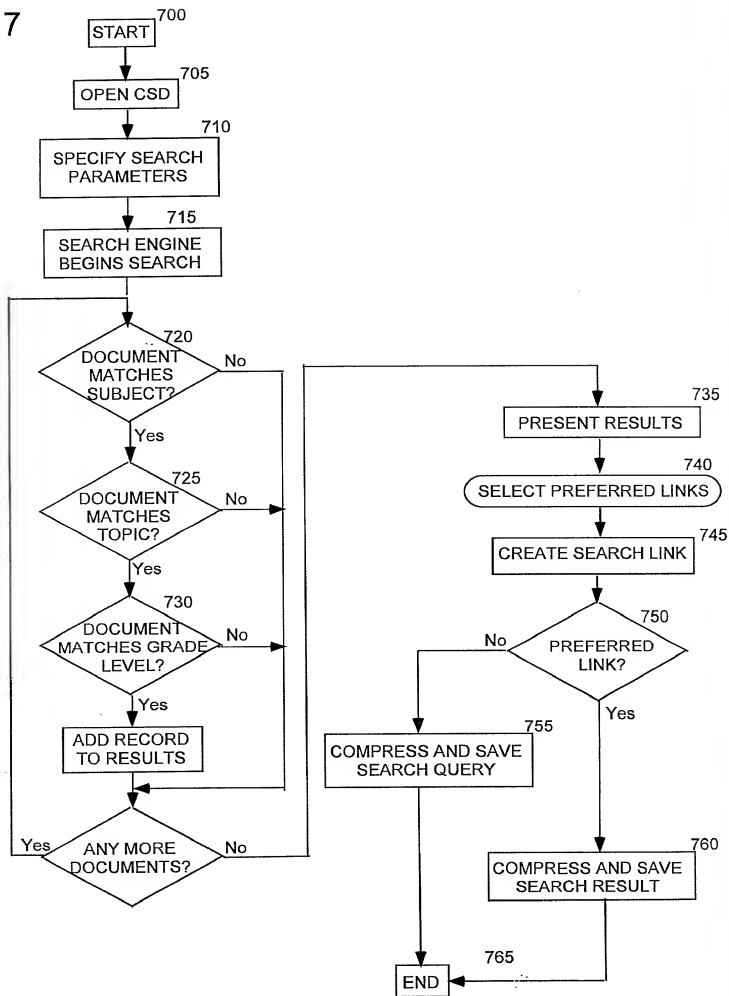 7
700
START
705
OPEN CSD
710
SPECIFY SEARCH
PARAMETERS
715
SEARCH ENGINE
BEGINS SEARCH
720
DOCUMENT
MATCHES
SUBJECT?
No
Yes
725
DOCUMENT
MATCHES
TOPIC?
No
Yes
730
DOCUMENT
MATCHES GRADE
LEVEL?
No
Yes
ADD RECORD
TO RESULTS
Yes
ANY MORE
DOCUMENTS?
No
735
PRESENT RESULTS
740
SELECT PREFERRED LINKS
745
CREATE SEARCH LINK
750
PREFERRED
LINK?
No
Yes
755
COMPRESS AND SAVE
SEARCH QUERY
760
COMPRESS AND SAVE
SEARCH RESULT
765
END